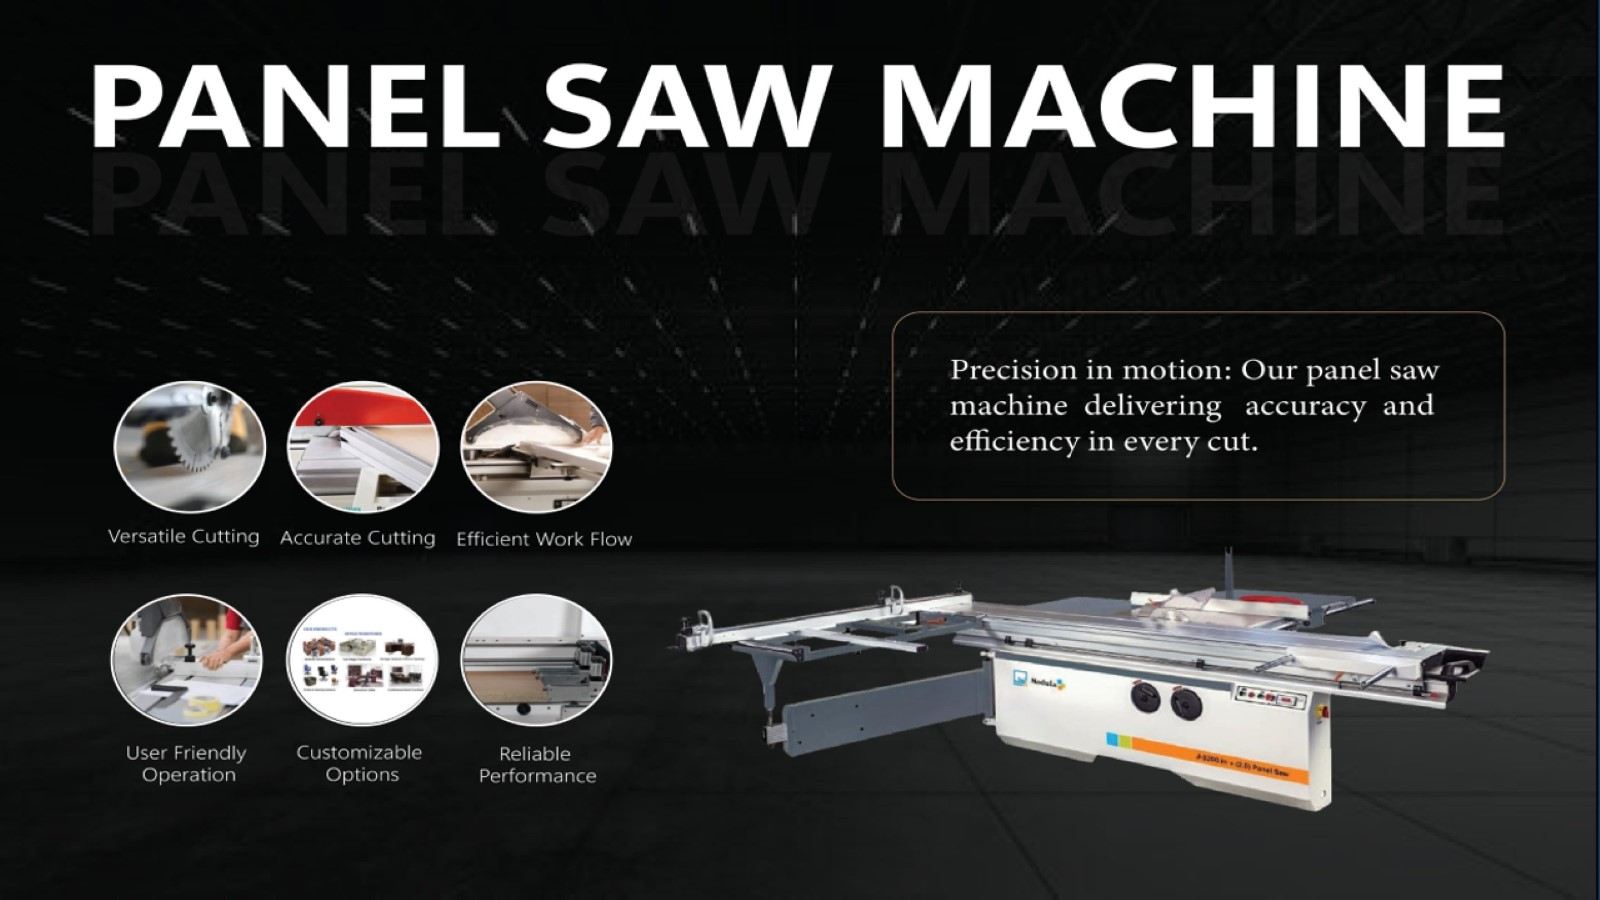 PANEL SAW MACHINE
Precision in motion: Our panel saw
machine delivering accuracy and
efficiency in every cut.
Versatile Cutting
Accurate Cutting
Efficient Work Flow
User Friendly
Operation
Customizable
Options
Reliable
Performance
Panel Saw